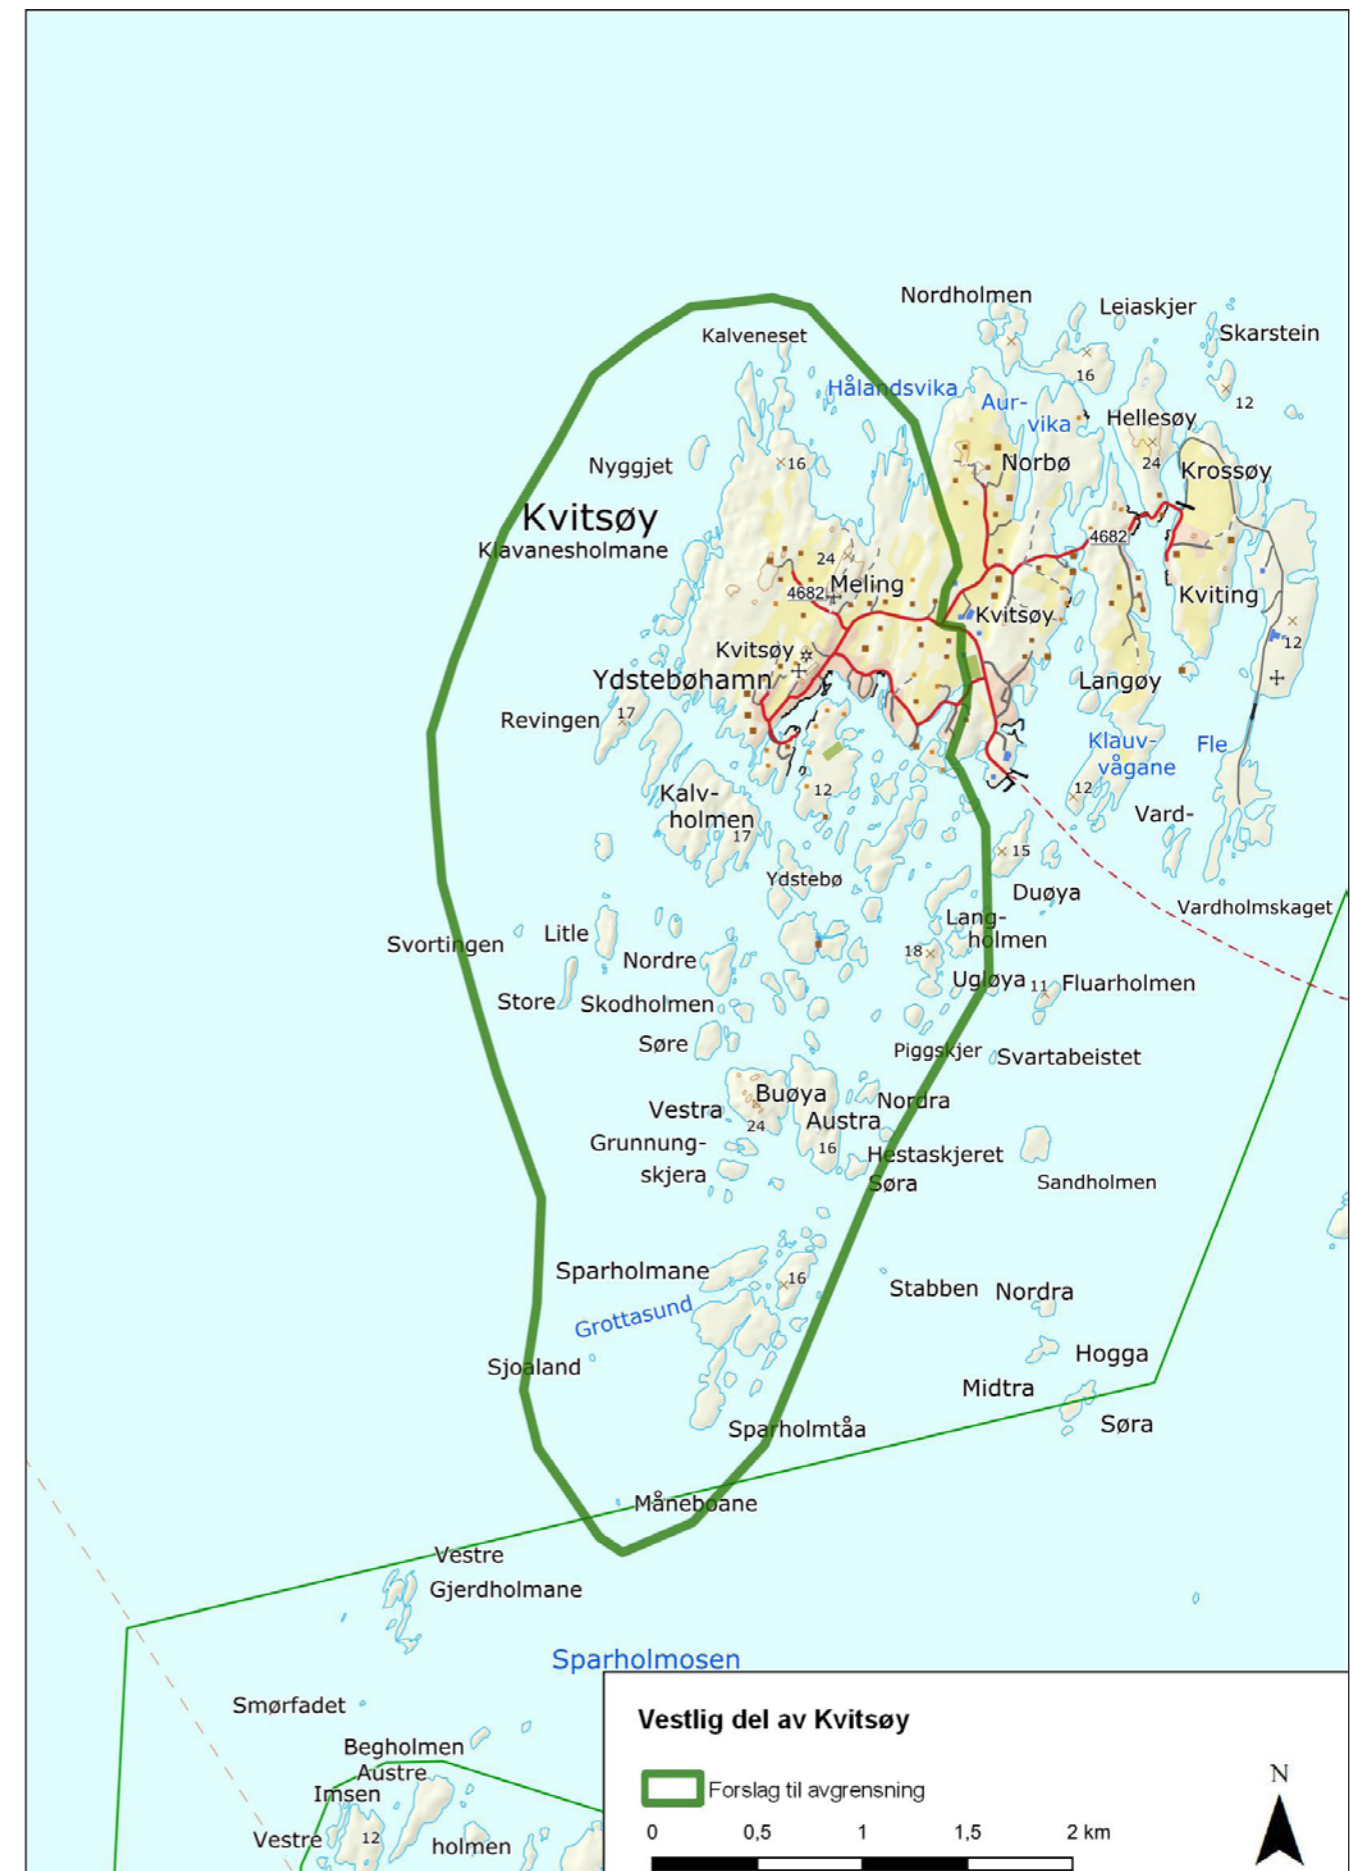 Nordholmen
Leiaskjer
Skarstein
Kalveneset
16
Hålandsvika
12
Aur-
vika
Hellesøy
Nyggjet
16
Norbø
24
Krossøy
Kvitsøy
Klavanesholmane
24
4682
Meling
4682
Kviting
Kvitsøy
12
Kvitsøy
Ydstebøhamn
Langøy
Revingen
17
Klauv-
vågane
Fle
Kalv-
holmen
12
12
17
Vard-
15
Ydstebø
Duøya
Vardholmskaget
Lang-
holmen
Svortingen
Litle
Nordre
18
Ugløya
11
Fluarholmen
Store
Skodholmen
Søre
Piggskjer
Svartabeistet
Buøya
Vestra
Nordra
24
Austra
Grunnung-
skjera
16
Hestaskjeret
Søra
Sandholmen
Sparholmane
16
Stabben
Nordra
Grottasund
Sjoaland
Hogga
Midtra
Sparholmtåa
Søra
Måneboane
Vestre
Gjerdholmane
Sparholmosen
Smørfadet
Begholmen
Austre
Imsen
Vestre
12
holmen
Vestlig del av Kvitsøy
Forslag til avgrensning
N
0 0,5 1 1,5 2 km